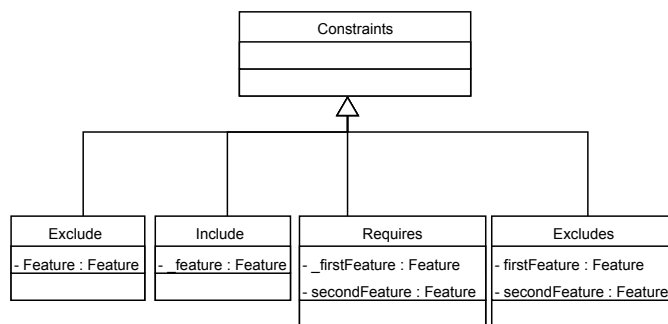 Constraints
Exclude
- Feature : Feature
Include
- _feature : Feature
Requires
- _firstFeature : Feature
- secondFeature : Feature
Excludes
- firstFeature : Feature
- secondFeature : Feature